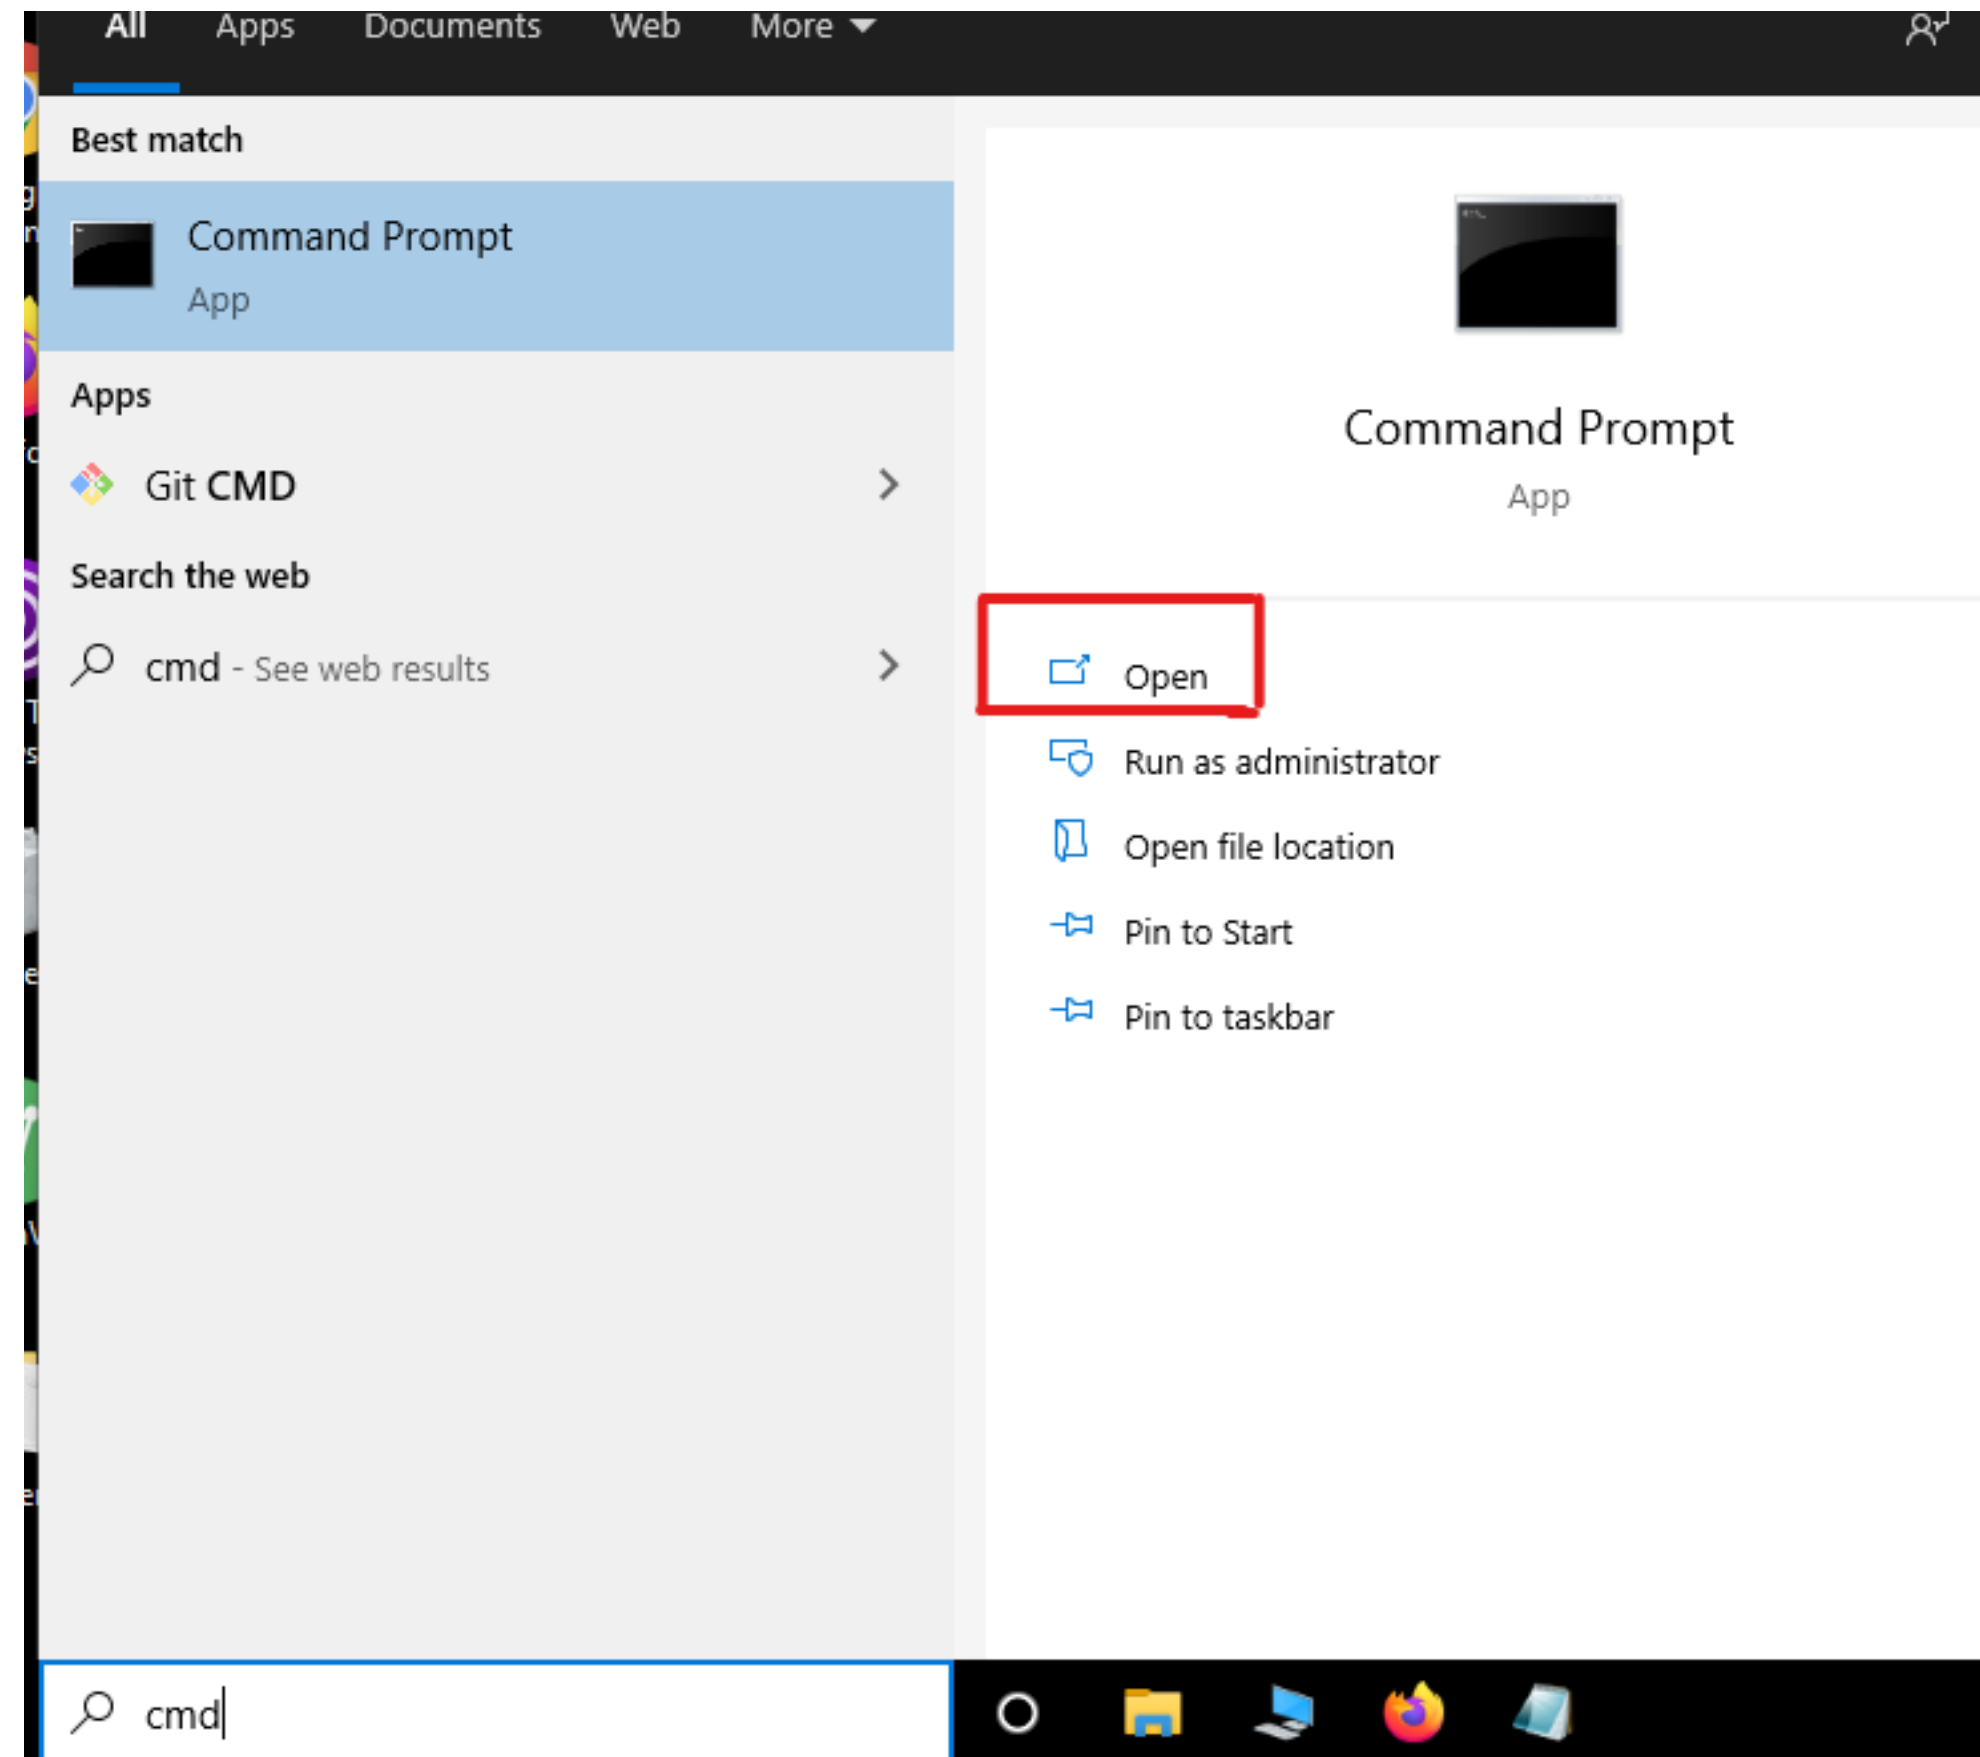 All Apps Documents Web More
Best match
Command Prompt
App
Apps
Git CMD
Search the web
cmd - See web results
cmd
Command Prompt
App
Open
Run as administrator
Open file location
Pin to Start
Pin to taskbar